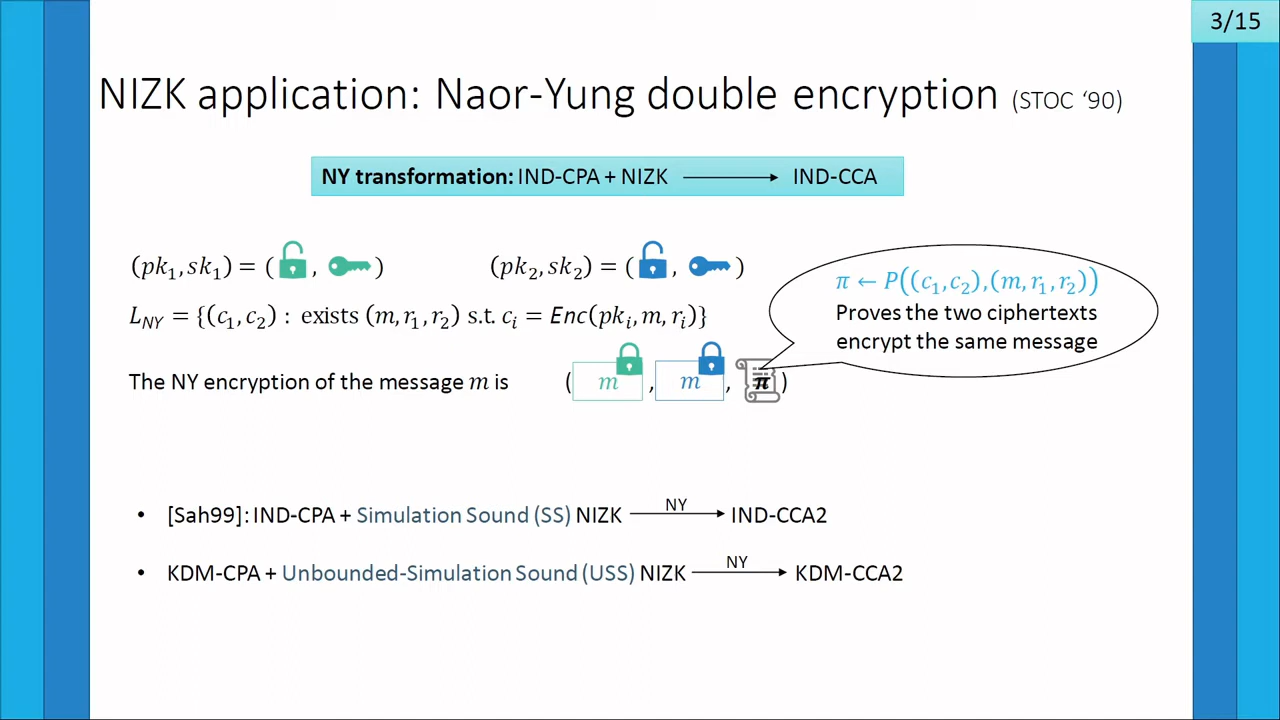 3/15
NIZK application: Naor-Yung double encryption (STOC ‘90)
NY transformation: IND-CPA + NIZK ⟶ IND-CCA
(pk₁, sk₁) = ( , ) (pk₂, sk₂) = ( , )
π ← P((c₁, c₂), (m, r₁, r₂))
Proves the two ciphertexts
encrypt the same message
L_NY = {(c₁, c₂) : exists (m, r₁, r₂) s.t. cᵢ = Enc(pkᵢ, m, rᵢ)}
The NY encryption of the message m is ( m , m , π )
• [Sah99]: IND-CPA + Simulation Sound (SS) NIZK NY⟶ IND-CCA2
• KDM-CPA + Unbounded-Simulation Sound (USS) NIZK NY⟶ KDM-CCA2